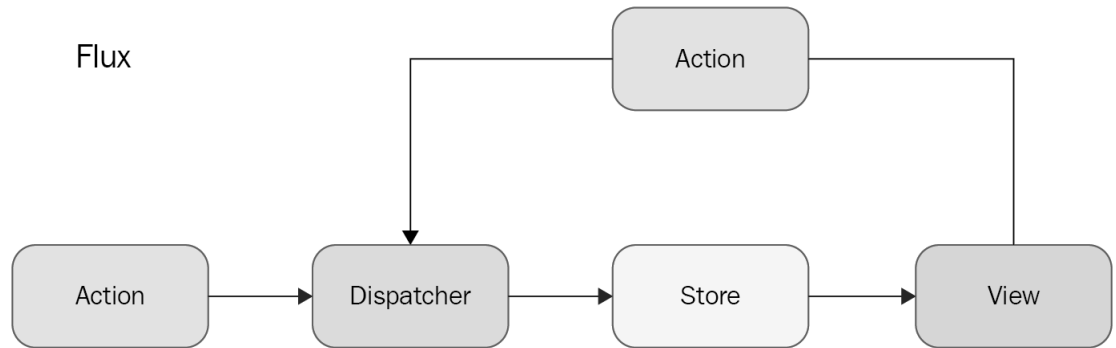 Flux
Action
Action
Dispatcher
Store
View